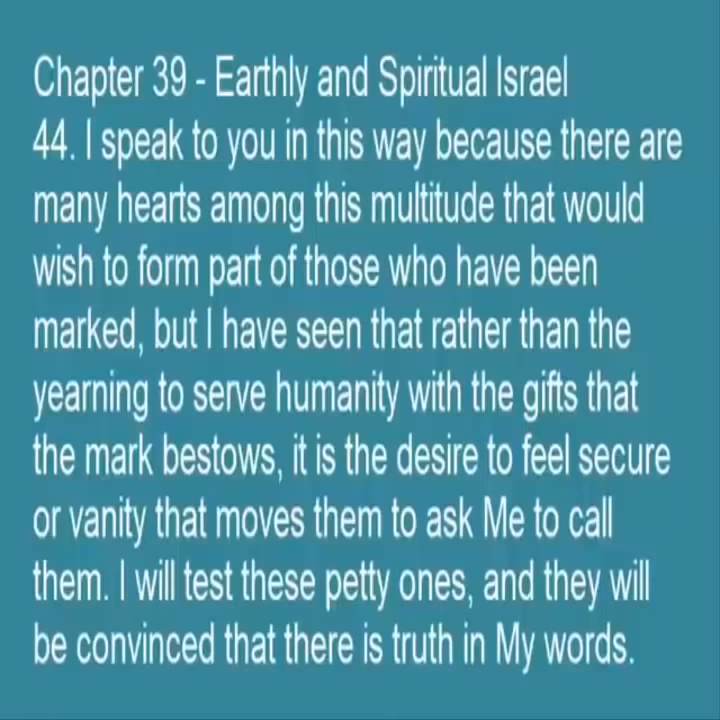 Chapter 39 - Earthly and Spiritual Israel
44. I speak to you in this way because there are
many hearts among this multitude that would
wish to form part of those who have been
marked, but I have seen that rather than the
yearning to serve humanity with the gifts that
the mark bestows, it is the desire to feel secure
or vanity that moves them to ask Me to call
them. I will test these petty ones, and they will
be convinced that there is truth in My words.